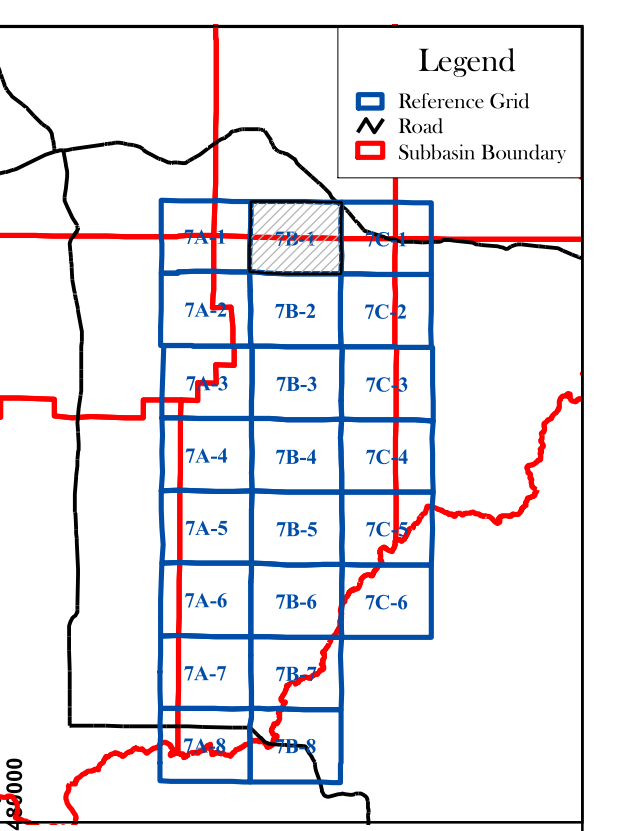 Legend
Reference Grid
Road
Subbasin Boundary
7A-1 7B-1 7C-1
7A-2 7B-2 7C-2
7A-3 7B-3 7C-3
7A-4 7B-4 7C-4
7A-5 7B-5 7C-5
7A-6 7B-6 7C-6
7A-7 7B-7
7A-8 7B-8
480000